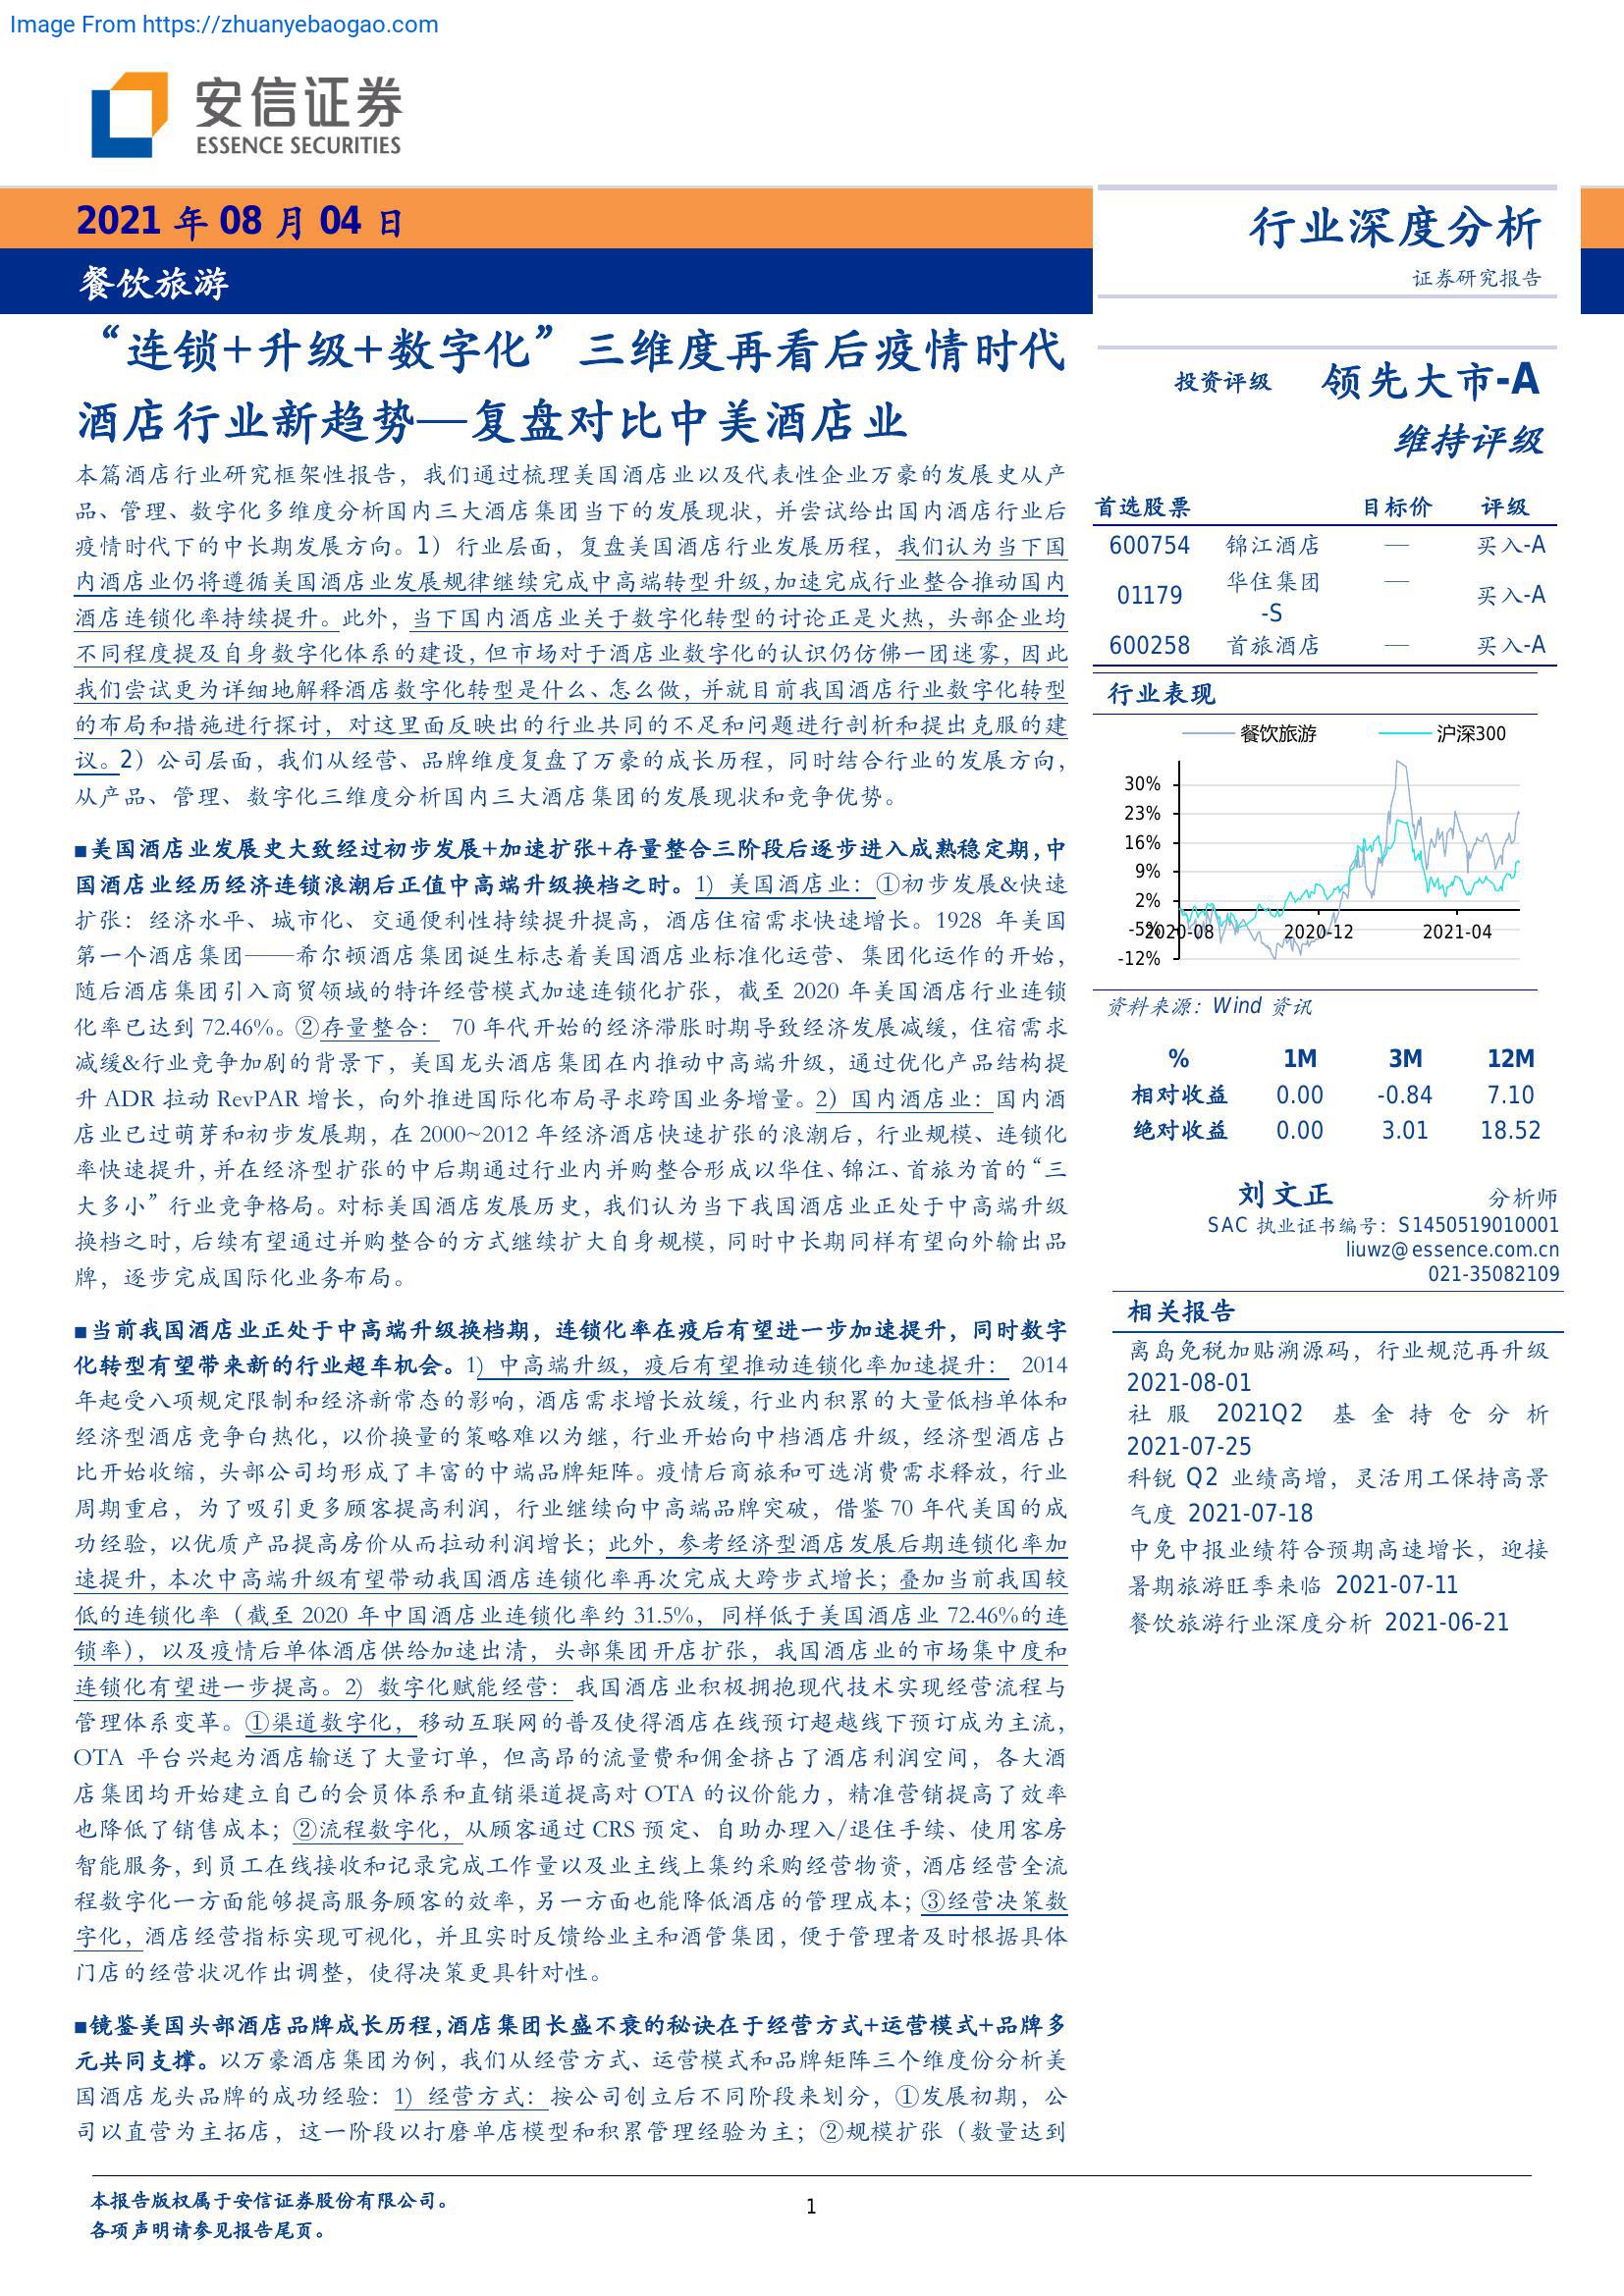 Image From https://zhuanyebaogao.com
安信证券
ESSENCE SECURITIES
2021 年 08 月 04 日
餐饮旅游
“连锁+升级+数字化”三维度再看后疫情时代
酒店行业新趋势—复盘对比中美酒店业
本篇酒店行业研究框架性报告，我们通过梳理美国酒店业以及代表性企业万豪的发展史从产
品、管理、数字化多维度分析国内三大酒店集团当下的发展现状，并尝试给出国内酒店行业后
疫情时代下的中长期发展方向。1）行业层面，复盘美国酒店行业发展历程，我们认为当下国
内酒店业仍将遵循美国酒店业发展规律继续完成中高端转型升级，加速完成行业整合推动国内
酒店连锁化率持续提升。此外，当下国内酒店业关于数字化转型的讨论正是火热，头部企业均
不同程度提及自身数字化体系的建设，但市场对于酒店业数字化的认识仍仿佛一团迷雾，因此
我们尝试更为详细地解释酒店数字化转型是什么、怎么做，并就目前我国酒店行业数字化转型
的布局和措施进行探讨，对这里面反映出的行业共同的不足和问题进行剖析和提出克服的建
议。2）公司层面，我们从经营、品牌维度复盘了万豪的成长历程，同时结合行业的发展方向，
从产品、管理、数字化三维度分析国内三大酒店集团的发展现状和竞争优势。
■美国酒店业发展史大致经过初步发展+加速扩张+存量整合三阶段后逐步进入成熟稳定期，中
国酒店业经历经济连锁浪潮后正值中高端升级换档之时。1) 美国酒店业：①初步发展&快速
扩张：经济水平、城市化、交通便利性持续提升提高，酒店住宿需求快速增长。1928 年美国
第一个酒店集团——希尔顿酒店集团诞生标志着美国酒店业标准化运营、集团化运作的开始，
随后酒店集团引入商贸领域的特许经营模式加速连锁化扩张，截至 2020 年美国酒店行业连锁
化率已达到 72.46%。②存量整合： 70 年代开始的经济滞胀时期导致经济发展减缓，住宿需求
减缓&行业竞争加剧的背景下，美国龙头酒店集团在内推动中高端升级，通过优化产品结构提
升 ADR 拉动 RevPAR 增长，向外推进国际化布局寻求跨国业务增量。2) 国内酒店业：国内酒
店业已过萌芽和初步发展期，在 2000~2012 年经济酒店快速扩张的浪潮后，行业规模、连锁化
率快速提升，并在经济型扩张的中后期通过行业内并购整合形成以华住、锦江、首旅为首的“三
大多小”行业竞争格局。对标美国酒店发展历史，我们认为当下我国酒店业正处于中高端升级
换档之时，后续有望通过并购整合的方式继续扩大自身规模，同时中长期同样有望向外输出品
牌，逐步完成国际化业务布局。
■当前我国酒店业正处于中高端升级换档期，连锁化率在疫后有望进一步加速提升，同时数字
化转型有望带来新的行业超车机会。1) 中高端升级，疫后有望推动连锁化率加速提升： 2014
年起受八项规定限制和经济新常态的影响，酒店需求增长放缓，行业内积累的大量低档单体和
经济型酒店竞争白热化，以价换量的策略难以为继，行业开始向中档酒店升级，经济型酒店占
比开始收缩，头部公司均形成了丰富的中端品牌矩阵。疫情后商旅和可选消费需求释放，行业
周期重启，为了吸引更多顾客提高利润，行业继续向中高端品牌突破，借鉴 70 年代美国的成
功经验，以优质产品提高房价从而拉动利润增长；此外，参考经济型酒店发展后期连锁化率加
速提升，本次中高端升级有望带动我国酒店连锁化率再次完成大跨步式增长；叠加当前我国较
低的连锁化率（截至 2020 年中国酒店业连锁化率约 31.5%，同样低于美国酒店业 72.46%的连
锁率），以及疫情后单体酒店供给加速出清，头部集团开店扩张，我国酒店业的市场集中度和
连锁化有望进一步提高。2) 数字化赋能经营：我国酒店业积极拥抱现代技术实现经营流程与
管理体系变革。①渠道数字化，移动互联网的普及使得酒店在线预订超越线下预订成为主流，
OTA 平台兴起为酒店输送了大量订单，但高昂的流量费和佣金挤占了酒店利润空间，各大酒
店集团均开始建立自己的会员体系和直销渠道提高对 OTA 的议价能力，精准营销提高了效率
也降低了销售成本；②流程数字化，从顾客通过 CRS 预定、自助办理入/退住手续、使用客房
智能服务，到员工在线接收和记录完成工作量以及业主线上集约采购经营物资，酒店经营全流
程数字化一方面能够提高服务顾客的效率，另一方面也能降低酒店的管理成本；③经营决策数
字化，酒店经营指标实现可视化，并且实时反馈给业主和酒管集团，便于管理者及时根据具体
门店的经营状况作出调整，使得决策更具针对性。
■镜鉴美国头部酒店品牌成长历程，酒店集团长盛不衰的秘诀在于经营方式+运营模式+品牌多
元共同支撑。以万豪酒店集团为例，我们从经营方式、运营模式和品牌矩阵三个维度份分析美
国酒店龙头品牌的成功经验：1) 经营方式：按公司创立后不同阶段来划分，①发展初期，公
司以直营为主拓店，这一阶段以打磨单店模型和积累管理经验为主；②规模扩张（数量达到
行业深度分析
证券研究报告
投资评级 领先大市-A
维持评级
首选股票 目标价 评级
600754 锦江酒店 — 买入-A
01179 华住集团-S — 买入-A
600258 首旅酒店 — 买入-A
行业表现
餐饮旅游 沪深300
30%
23%
16%
9%
2%
-5%
-12%
2020-08 2020-12 2021-04
资料来源：Wind 资讯
% 1M 3M 12M
相对收益 0.00 -0.84 7.10
绝对收益 0.00 3.01 18.52
刘文正 分析师
SAC 执业证书编号：S1450519010001
liuwz@essence.com.cn
021-35082109
相关报告
离岛免税加贴溯源码，行业规范再升级
2021-08-01
社服 2021Q2 基金持仓分析
2021-07-25
科锐 Q2 业绩高增，灵活用工保持高景
气度 2021-07-18
中免中报业绩符合预期高速增长，迎接
暑期旅游旺季来临 2021-07-11
餐饮旅游行业深度分析 2021-06-21
本报告版权属于安信证券股份有限公司。
各项声明请参见报告尾页。
1